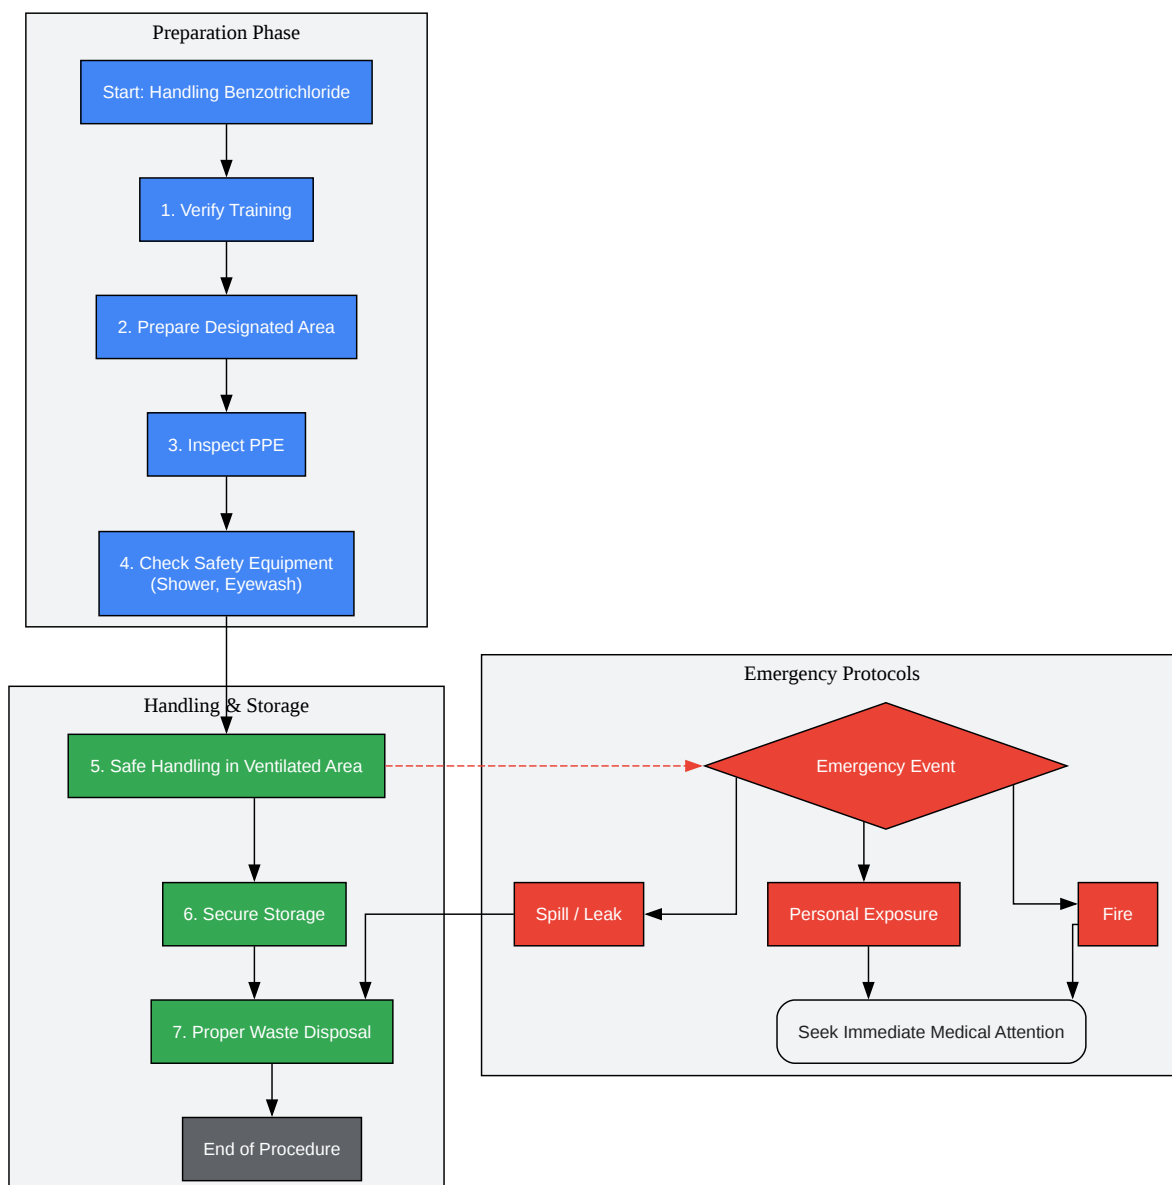 Preparation Phase
Start: Handling Benzotrichloride
1. Verify Training
2. Prepare Designated Area
3. Inspect PPE
4. Check Safety Equipment
(Shower, Eyewash)
Handling & Storage
5. Safe Handling in Ventilated Area
6. Secure Storage
7. Proper Waste Disposal
End of Procedure
Emergency Protocols
Emergency Event
Spill / Leak
Personal Exposure
Fire
Seek Immediate Medical Attention